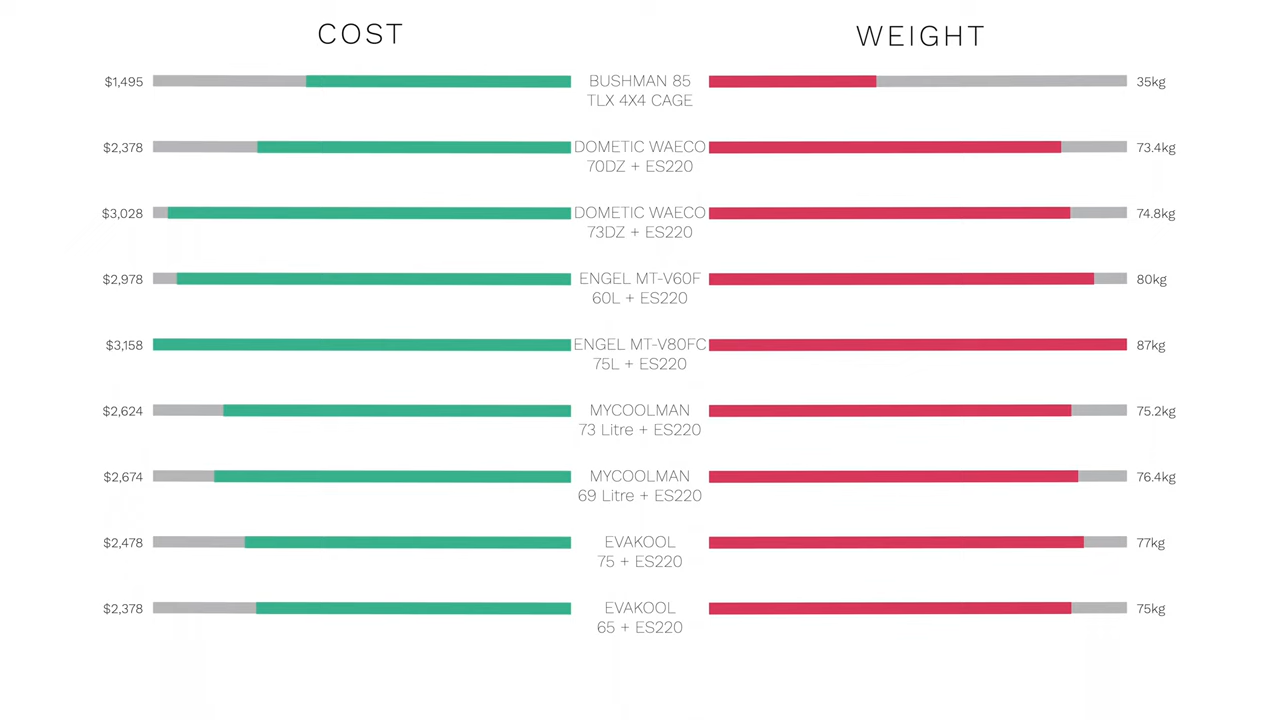 COST
WEIGHT
$1,495
BUSHMAN 85
TLX 4X4 CAGE
35kg
$2,378
DOMETIC WAECO
70DZ + ES220
73.4kg
$3,028
DOMETIC WAECO
73DZ + ES220
74.8kg
$2,978
ENGEL MT-V60F
60L + ES220
80kg
$3,158
ENGEL MT-V80FC
75L + ES220
87kg
$2,624
MYCOOLMAN
73 Litre + ES220
75.2kg
$2,674
MYCOOLMAN
69 Litre + ES220
76.4kg
$2,478
EVAKOOL
75 + ES220
77kg
$2,378
EVAKOOL
65 + ES220
75kg